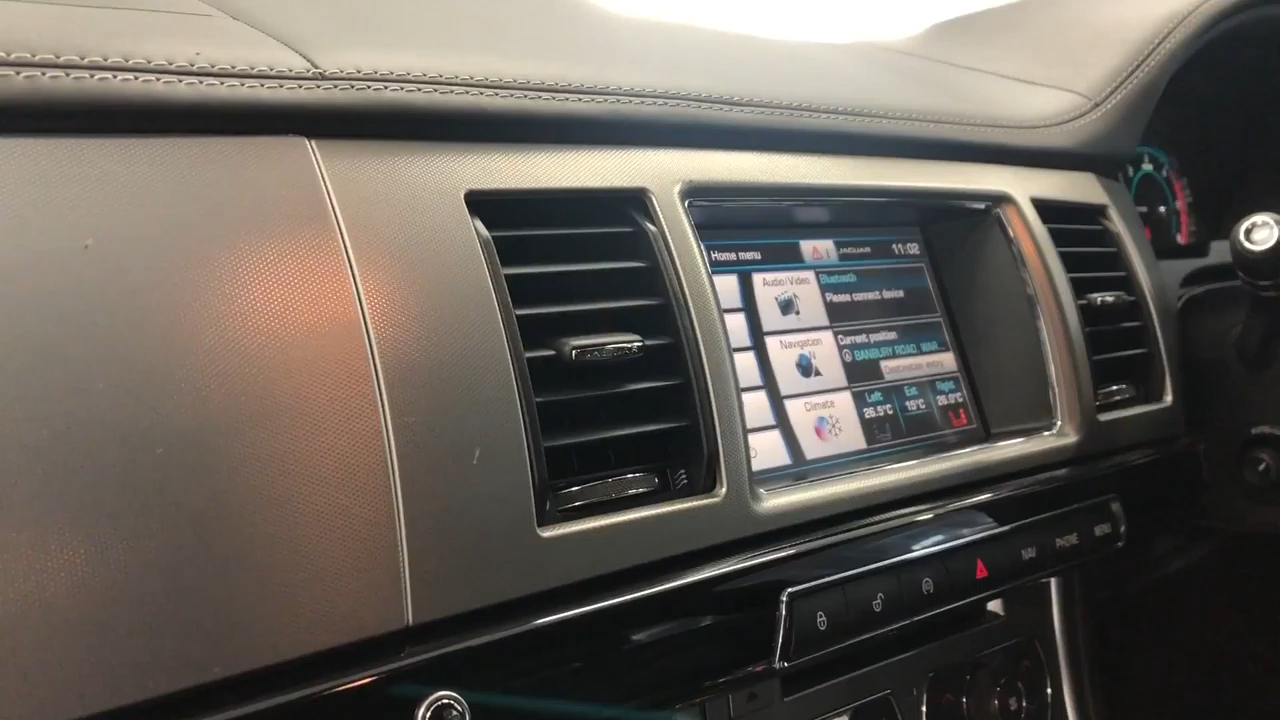 Home menu
JAGUAR
11:02
Audio/Video
Bluetooth
Please connect device
Navigation
Current position
BANBURY ROAD, WAR...
Destination entry
Climate
Left
26.5°C
Ext
15°C
Right
26.0°C
JAGUAR
NAV
PHONE
MENU